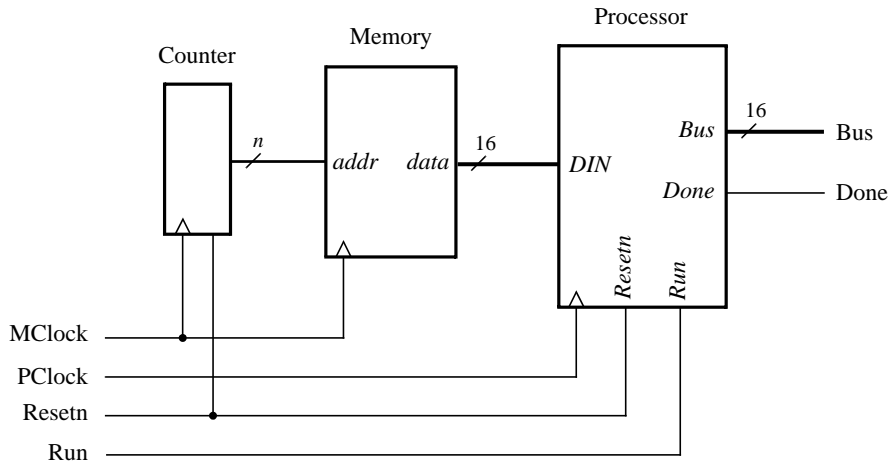 Processor
Memory
Counter
16
Bus
Bus
n
16
addr
data
DIN
Done
Done
Resetn
Run
MClock
PClock
Resetn
Run